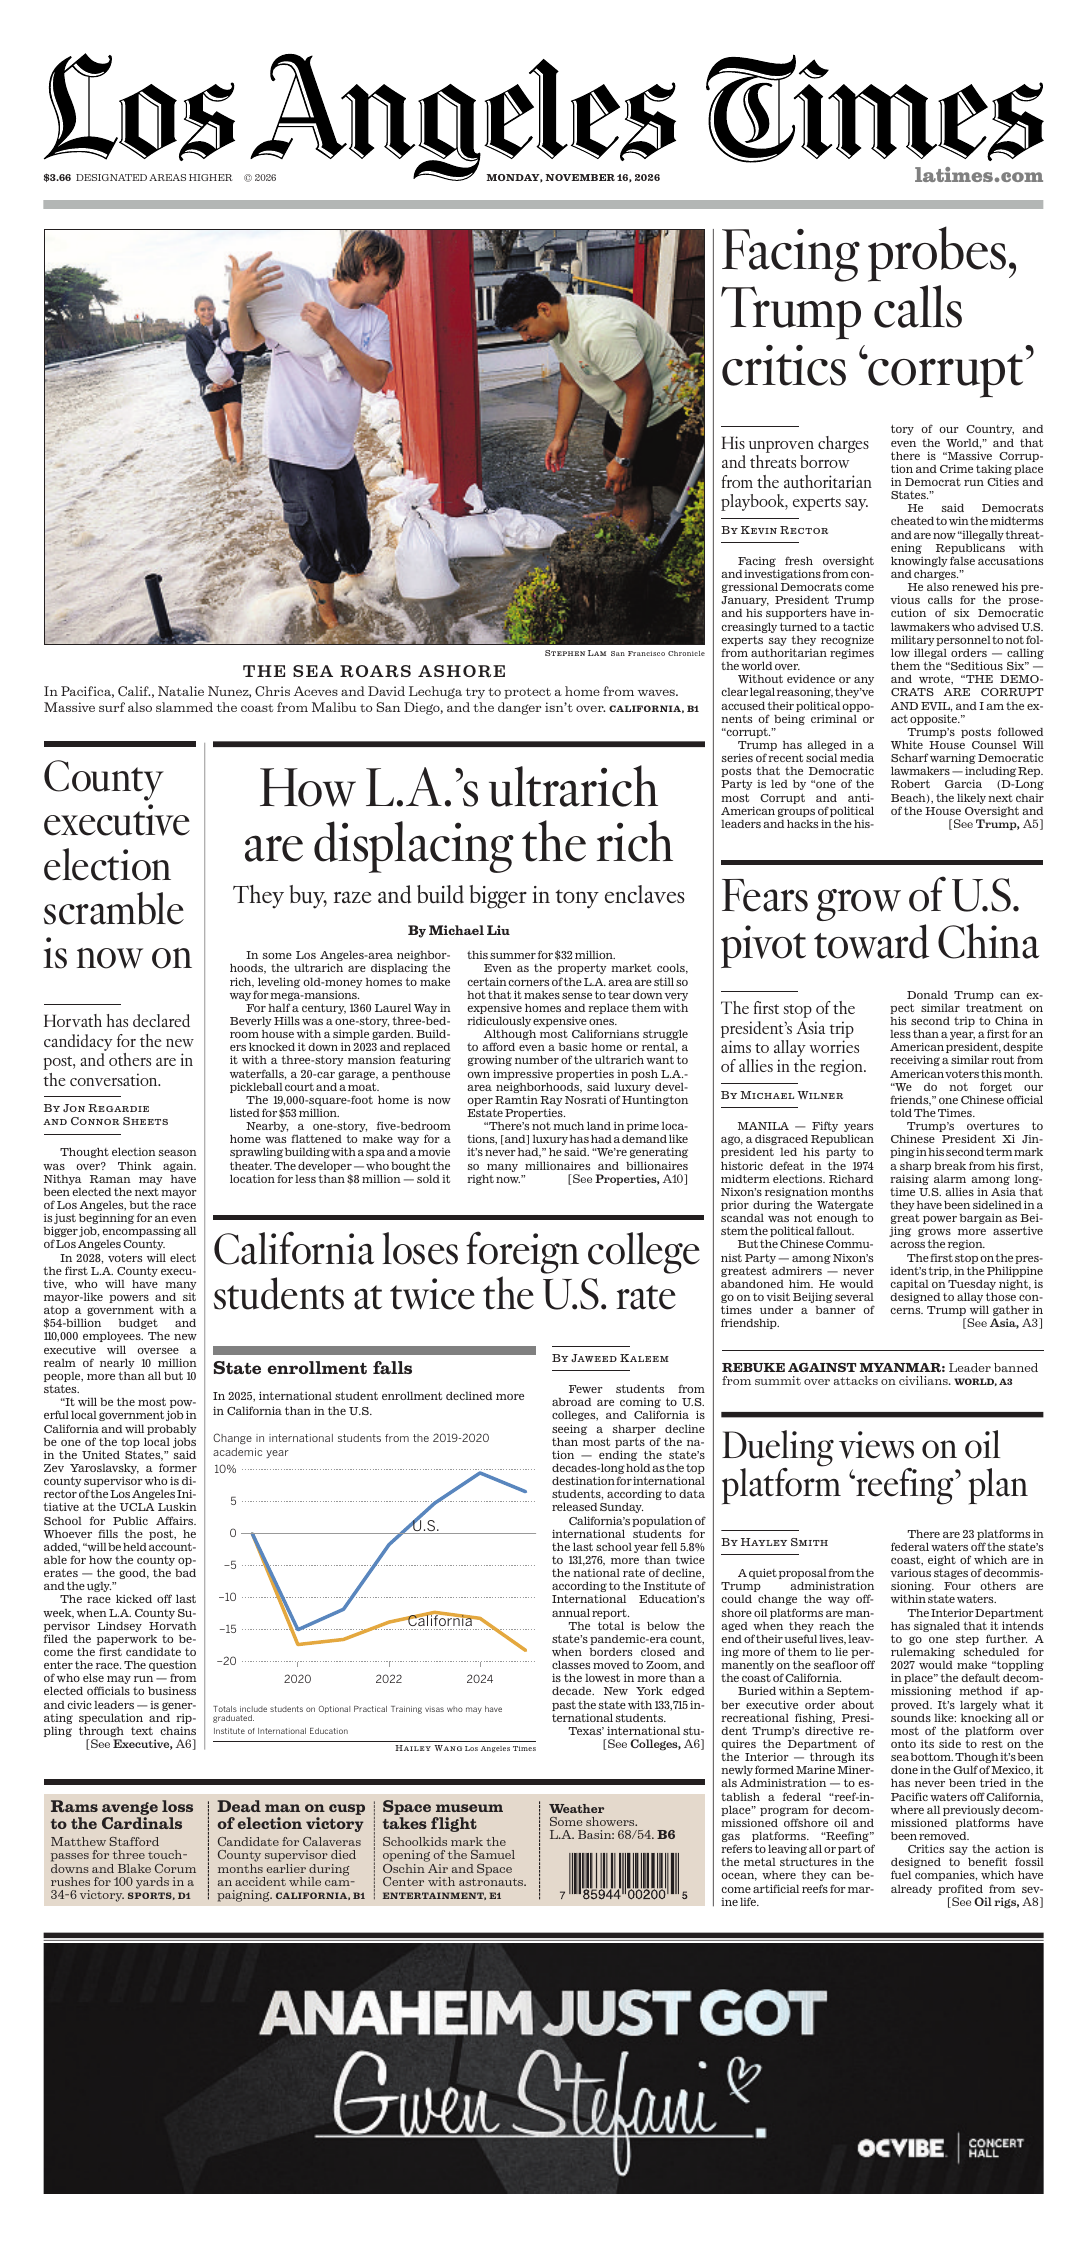 Los Angeles Times
$3.66 DESIGNATED AREAS HIGHER © 2026
MONDAY, NOVEMBER 16, 2026
latimes.com
STEPHEN LAM San Francisco Chronicle
THE SEA ROARS ASHORE
In Pacifica, Calif., Natalie Nunez, Chris Aceves and David Lechuga try to protect a home from waves.
Massive surf also slammed the coast from Malibu to San Diego, and the danger isn’t over. CALIFORNIA, B1
Facing probes,
Trump calls
critics ‘corrupt’
His unproven charges
and threats borrow
from the authoritarian
playbook, experts say.
BY KEVIN RECTOR
Facing fresh oversight
and investigations from con-
gressional Democrats come
January, President Trump
and his supporters have in-
creasingly turned to a tactic
experts say they recognize
from authoritarian regimes
the world over.
Without evidence or any
clear legal reasoning, they’ve
accused their political oppo-
nents of being criminal or
“corrupt.”
Trump has alleged in a
series of recent social media
posts that the Democratic
Party is led by “one of the
most Corrupt and anti-
American groups of political
leaders and hacks in the his-
tory of our Country, and
even the World,” and that
there is “Massive Corrup-
tion and Crime taking place
in Democrat run Cities and
States.”
He said Democrats
cheated to win the midterms
and are now “illegally threat-
ening Republicans with
knowingly false accusations
and charges.”
He also renewed his pre-
vious calls for the prose-
cution of six Democratic
lawmakers who advised U.S.
military personnel to not fol-
low illegal orders — calling
them the “Seditious Six” —
and wrote, “THE DEMO-
CRATS ARE CORRUPT
AND EVIL, and I am the ex-
act opposite.”
Trump’s posts followed
White House Counsel Will
Scharf warning Democratic
lawmakers — including Rep.
Robert Garcia (D-Long
Beach), the likely next chair
of the House Oversight and
[See Trump, A5]
County
executive
election
scramble
is now on
Horvath has declared
candidacy for the new
post, and others are in
the conversation.
BY JON REGARDIE
AND CONNOR SHEETS
Thought election season
was over? Think again.
Nithya Raman may have
been elected the next mayor
of Los Angeles, but the race
is just beginning for an even
bigger job, encompassing all
of Los Angeles County.
In 2028, voters will elect
the first L.A. County execu-
tive, who will have many
mayor-like powers and sit
atop a government with a
$54-billion budget and
110,000 employees. The new
executive will oversee a
realm of nearly 10 million
people, more than all but 10
states.
“It will be the most pow-
erful local government job in
California and will probably
be one of the top local jobs
in the United States,” said
Zev Yaroslavsky, a former
county supervisor who is di-
rector of the Los Angeles Ini-
tiative at the UCLA Luskin
School for Public Affairs.
Whoever fills the post, he
added, “will be held account-
able for how the county op-
erates — the good, the bad
and the ugly.”
The race kicked off last
week, when L.A. County Su-
pervisor Lindsey Horvath
filed the paperwork to be-
come the first candidate to
enter the race. The question
of who else may run — from
elected officials to business
and civic leaders — is gener-
ating speculation and rip-
pling through text chains
[See Executive, A6]
How L.A.’s ultrarich
are displacing the rich
They buy, raze and build bigger in tony enclaves
By Michael Liu
In some Los Angeles-area neighbor-
hoods, the ultrarich are displacing the
rich, leveling old-money homes to make
way for mega-mansions.
For half a century, 1360 Laurel Way in
Beverly Hills was a one-story, three-bed-
room house with a simple garden. Build-
ers knocked it down in 2023 and replaced
it with a three-story mansion featuring
waterfalls, a 20-car garage, a penthouse
pickleball court and a moat.
The 19,000-square-foot home is now
listed for $53 million.
Nearby, a one-story, five-bedroom
home was flattened to make way for a
sprawling building with a spa and a movie
theater. The developer — who bought the
location for less than $8 million — sold it
this summer for $32 million.
Even as the property market cools,
certain corners of the L.A. area are still so
hot that it makes sense to tear down very
expensive homes and replace them with
ridiculously expensive ones.
Although most Californians struggle
to afford even a basic home or rental, a
growing number of the ultrarich want to
own impressive properties in posh L.A.-
area neighborhoods, said luxury devel-
oper Ramtin Ray Nosrati of Huntington
Estate Properties.
“There’s not much land in prime loca-
tions, [and] luxury has had a demand like
it’s never had,” he said. “We’re generating
so many millionaires and billionaires
right now.” [See Properties, A10]
California loses foreign college
students at twice the U.S. rate
State enrollment falls
In 2025, international student enrollment declined more
in California than in the U.S.
Change in international students from the 2019-2020
academic year
10%
5
0
−5
−10
−15
−20
U.S.
California
2020 2022 2024
Totals include students on Optional Practical Training visas who may have
graduated.
Institute of International Education
HAILEY WANG Los Angeles Times
BY JAWEED KALEEM
Fewer students from
abroad are coming to U.S.
colleges, and California is
seeing a sharper decline
than most parts of the na-
tion — ending the state’s
decades-long hold as the top
destination for international
students, according to data
released Sunday.
California’s population of
international students for
the last school year fell 5.8%
to 131,276, more than twice
the national rate of decline,
according to the Institute of
International Education’s
annual report.
The total is below the
state’s pandemic-era count,
when borders closed and
classes moved to Zoom, and
is the lowest in more than a
decade. New York edged
past the state with 133,715 in-
ternational students.
Texas’ international stu-
[See Colleges, A6]
Fears grow of U.S.
pivot toward China
The first stop of the
president’s Asia trip
aims to allay worries
of allies in the region.
BY MICHAEL WILNER
MANILA — Fifty years
ago, a disgraced Republican
president led his party to
historic defeat in the 1974
midterm elections. Richard
Nixon’s resignation months
prior during the Watergate
scandal was not enough to
stem the political fallout.
But the Chinese Commu-
nist Party — among Nixon’s
greatest admirers — never
abandoned him. He would
go on to visit Beijing several
times under a banner of
friendship.
Donald Trump can ex-
pect similar treatment on
his second trip to China in
less than a year, a first for an
American president, despite
receiving a similar rout from
American voters this month.
“We do not forget our
friends,” one Chinese official
told The Times.
Trump’s overtures to
Chinese President Xi Jin-
ping in his second term mark
a sharp break from his first,
raising alarm among long-
time U.S. allies in Asia that
they have been sidelined in a
great power bargain as Bei-
jing grows more assertive
across the region.
The first stop on the pres-
ident’s trip, in the Philippine
capital on Tuesday night, is
designed to allay those con-
cerns. Trump will gather in
[See Asia, A3]
REBUKE AGAINST MYANMAR: Leader banned
from summit over attacks on civilians. WORLD, A3
Dueling views on oil
platform ‘reefing’ plan
BY HAYLEY SMITH
A quiet proposal from the
Trump administration
could change the way off-
shore oil platforms are man-
aged when they reach the
end of their useful lives, leav-
ing more of them to lie per-
manently on the seafloor off
the coast of California.
Buried within a Septem-
ber executive order about
recreational fishing, Presi-
dent Trump’s directive re-
quires the Department of
the Interior — through its
newly formed Marine Miner-
als Administration — to es-
tablish a federal “reef-in-
place” program for decom-
missioned offshore oil and
gas platforms. “Reefing”
refers to leaving all or part of
the metal structures in the
ocean, where they can be-
come artificial reefs for mar-
ine life.
There are 23 platforms in
federal waters off the state’s
coast, eight of which are in
various stages of decommis-
sioning. Four others are
within state waters.
The Interior Department
has signaled that it intends
to go one step further. A
rulemaking scheduled for
2027 would make “toppling
in place” the default decom-
missioning method if ap-
proved. It’s largely what it
sounds like: knocking all or
most of the platform over
onto its side to rest on the
sea bottom. Though it’s been
done in the Gulf of Mexico, it
has never been tried in the
Pacific waters off California,
where all previously decom-
missioned platforms have
been removed.
Critics say the action is
designed to benefit fossil
fuel companies, which have
already profited from sev-
[See Oil rigs, A8]
Rams avenge loss
to the Cardinals
Matthew Stafford
passes for three touch-
downs and Blake Corum
rushes for 100 yards in a
34-6 victory. SPORTS, D1
Dead man on cusp
of election victory
Candidate for Calaveras
County supervisor died
months earlier during
an accident while cam-
paigning. CALIFORNIA, B1
Space museum
takes flight
Schoolkids mark the
opening of the Samuel
Oschin Air and Space
Center with astronauts.
ENTERTAINMENT, E1
Weather
Some showers.
L.A. Basin: 68/54. B6
7 85944 00200 5
ANAHEIM JUST GOT
Gwen Stefani
OCVIBE
CONCERT
HALL